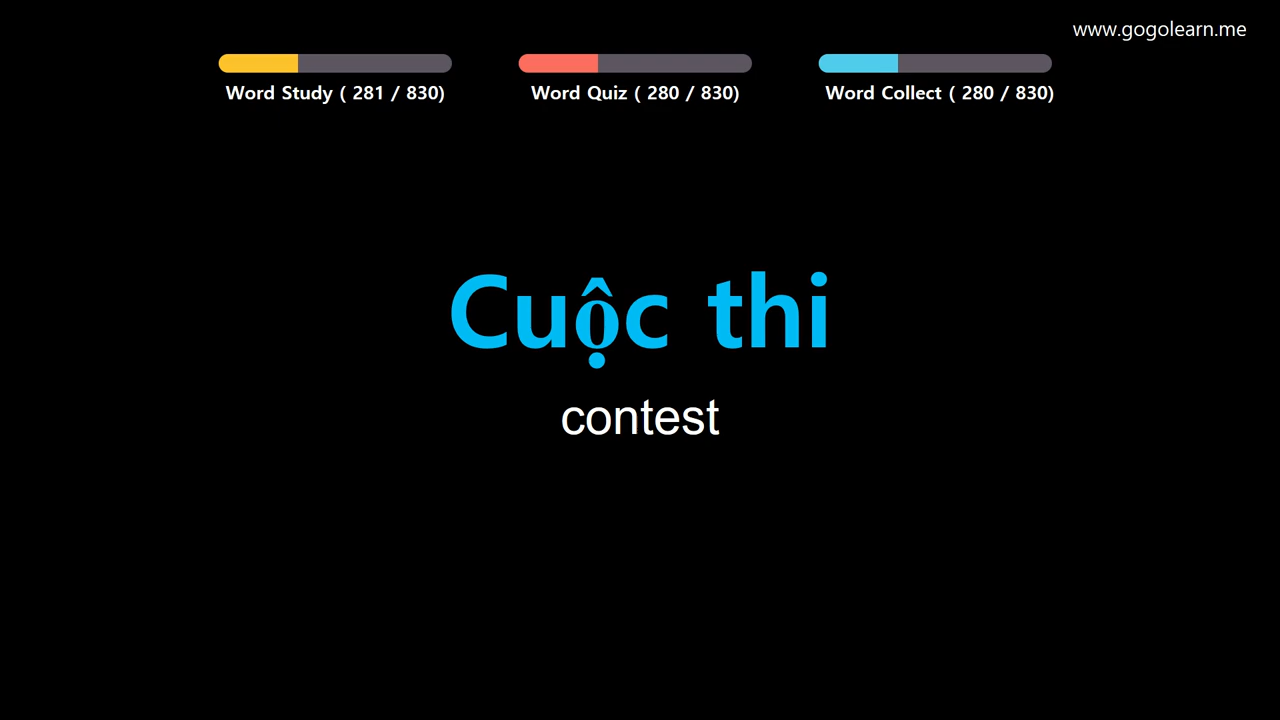 www.gogolearn.me
Word Study ( 281 / 830)
Word Quiz ( 280 / 830)
Word Collect ( 280 / 830)
Cuộc thi
contest